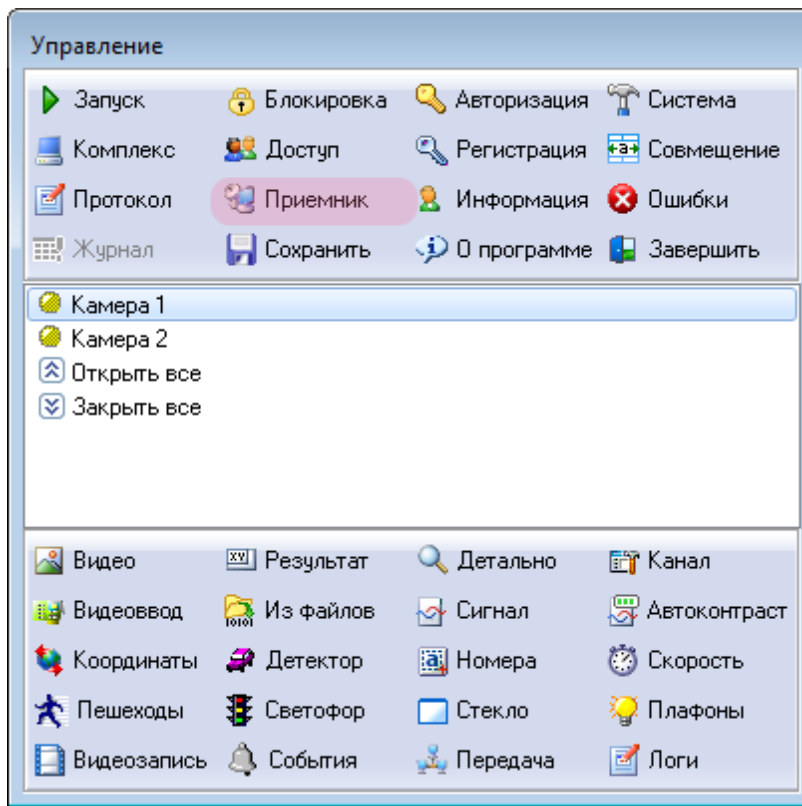 Управление
Запуск Блокировка Авторизация Система
Комплекс Доступ Регистрация Совмещение
Протокол Приемник Информация Ошибки
Журнал Сохранить О программе Завершить
Камера 1
Камера 2
Открыть все
Закрыть все
Видео Результат Детально Канал
Видеоввод Из файлов Сигнал Автоконтраст
Координаты Детектор Номера Скорость
Пешеходы Светофор Стекло Плафоны
Видеозапись События Передача Логи